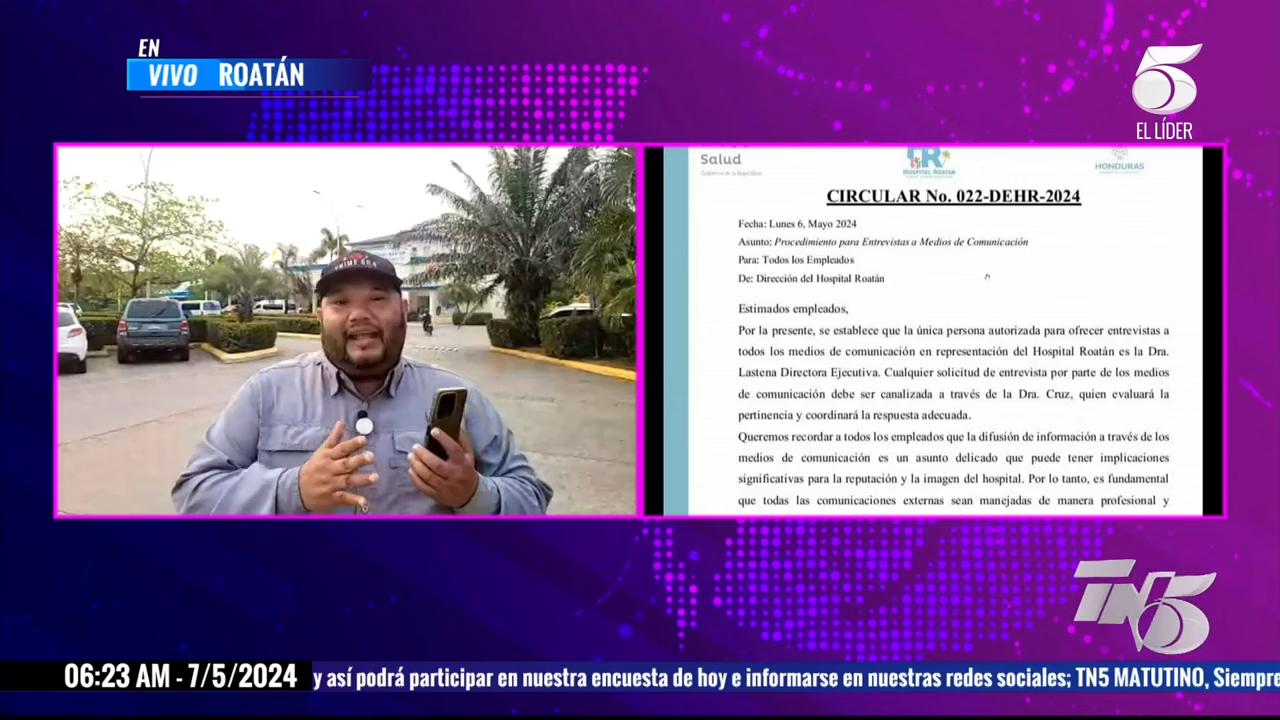 EN
VIVO ROATÁN
5
EL LÍDER
Salud
Gobierno de la República
HR
HOSPITAL ROATÁN
HONDURAS
CIRCULAR No. 022-DEHR-2024
Fecha: Lunes 6, Mayo 2024
Asunto: Procedimiento para Entrevistas a Medios de Comunicación
Para: Todos los Empleados
De: Dirección del Hospital Roatán
Estimados empleados,
Por la presente, se establece que la única persona autorizada para ofrecer entrevistas a
todos los medios de comunicación en representación del Hospital Roatán es la Dra.
Lastena Directora Ejecutiva. Cualquier solicitud de entrevista por parte de los medios
de comunicación debe ser canalizada a través de la Dra. Cruz, quien evaluará la
pertinencia y coordinará la respuesta adecuada.
Queremos recordar a todos los empleados que la difusión de información a través de los
medios de comunicación es un asunto delicado que puede tener implicaciones
significativas para la reputación y la imagen del hospital. Por lo tanto, es fundamental
que todas las comunicaciones externas sean manejadas de manera profesional y
TN5
06:23 AM - 7/5/2024 y así podrá participar en nuestra encuesta de hoy e informarse en nuestras redes sociales; TN5 MATUTINO, Siempre